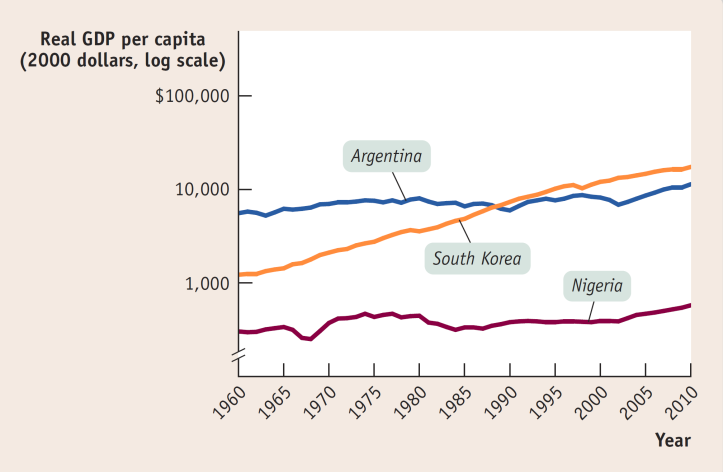 Real GDP per capita
(2000 dollars, log scale)
$100,000
10,000
1,000
Argentina
South Korea
Nigeria
1960
1965
1970
1975
1980
1985
1990
1995
2000
2005
2010
Year